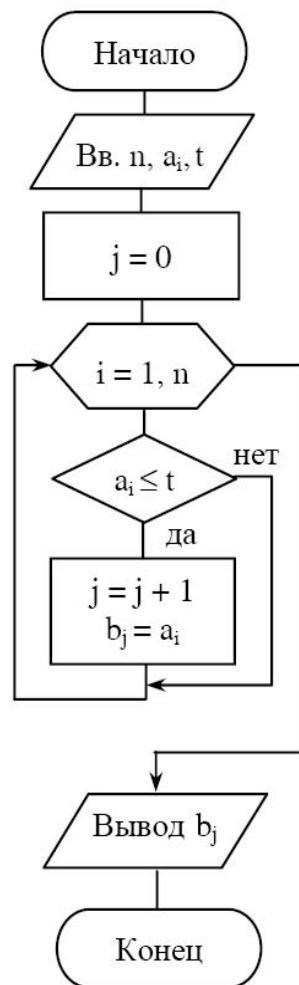 Начало
Вв. n, aᵢ, t
j = 0
i = 1, n
aᵢ ≤ t
нет
да
j = j + 1
bⱼ = aᵢ
Вывод bⱼ
Конец